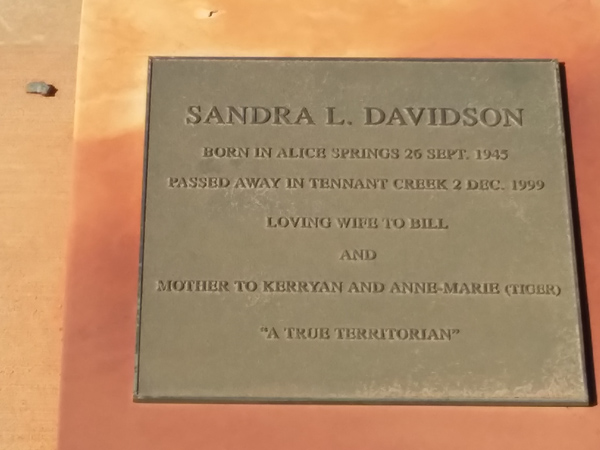 SANDRA L. DAVIDSON
BORN IN ALICE SPRINGS 26 SEPT. 1945
PASSED AWAY IN TENNANT CREEK 2 DEC. 1999
LOVING WIFE TO BILL
AND
MOTHER TO KERRYAN AND ANNE-MARIE (TIGER)
"A TRUE TERRITORIAN"